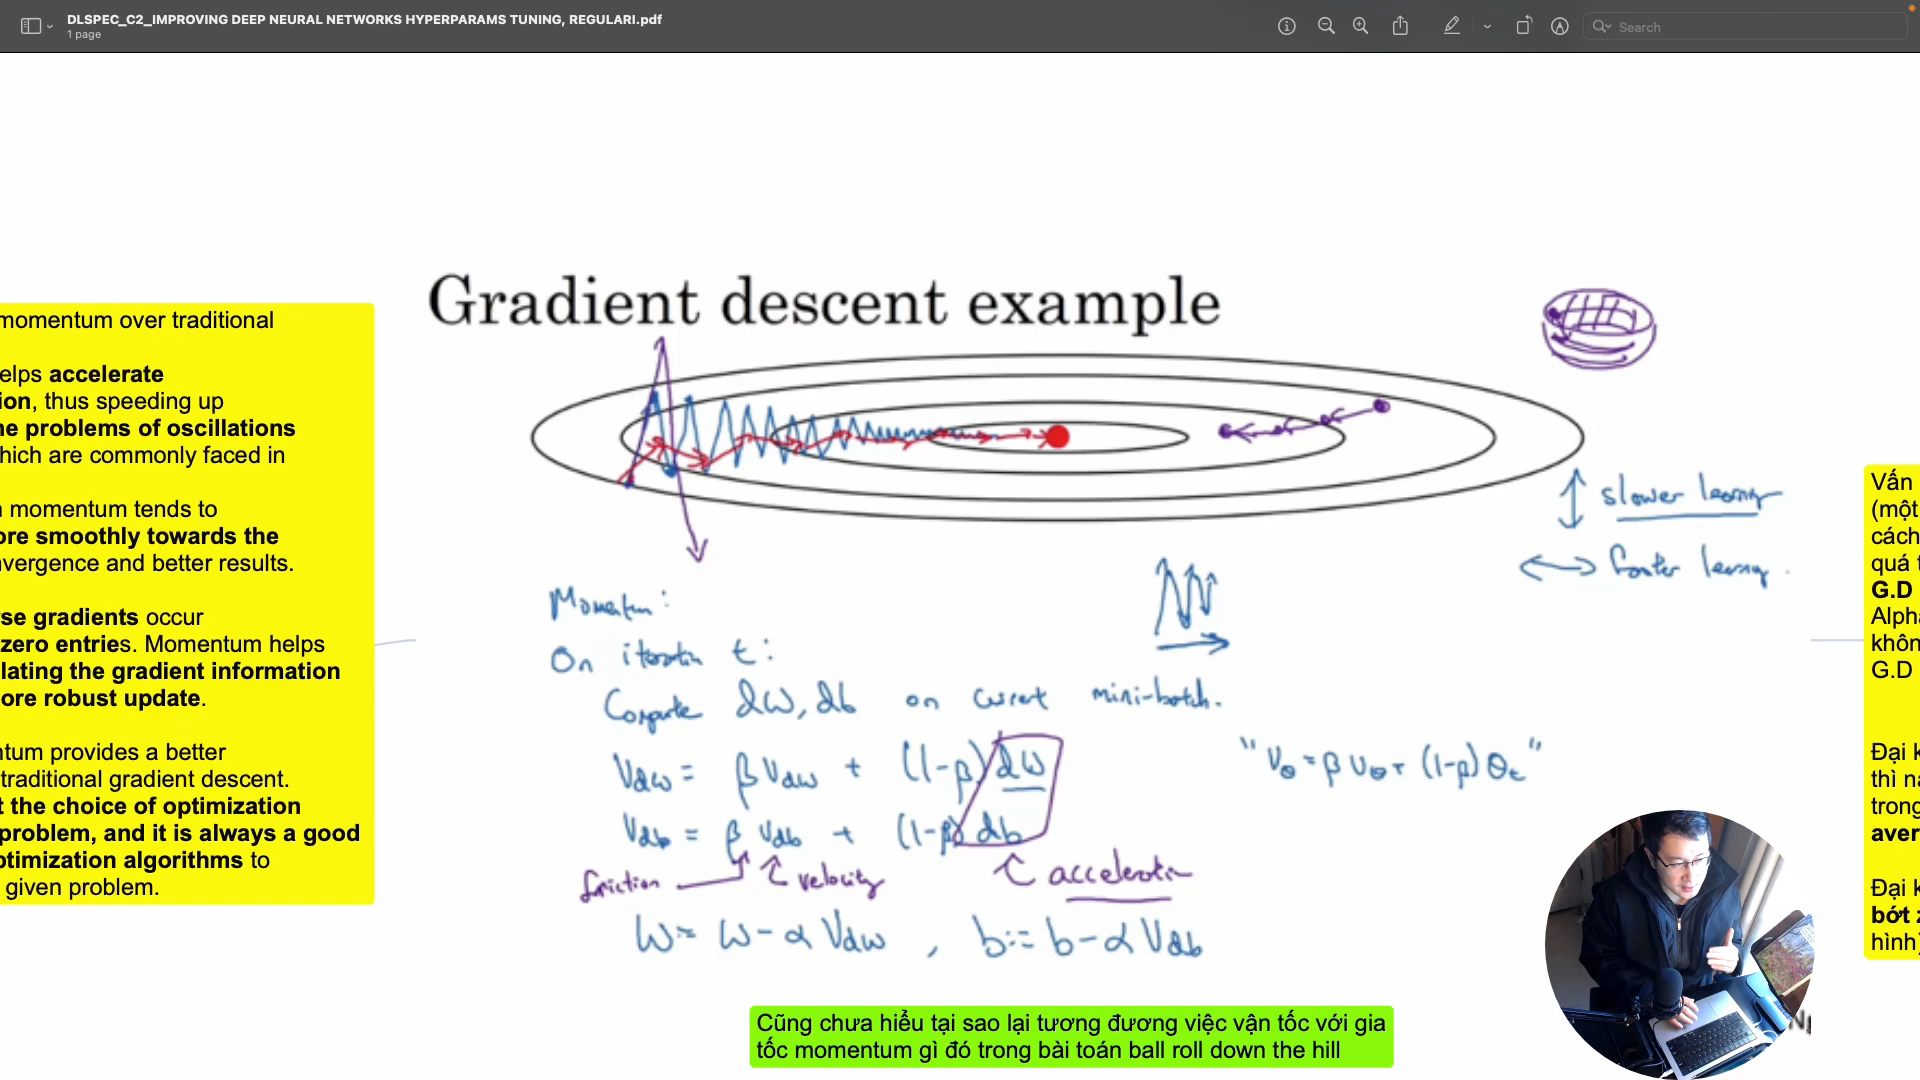 DLSPEC_C2_IMPROVING DEEP NEURAL NETWORKS HYPERPARAMS TUNING, REGULARI.pdf
1 page
Search
momentum over traditional
elps accelerate
ion, thus speeding up
ne problems of oscillations
hich are commonly faced in
n momentum tends to
ore smoothly towards the
nvergence and better results.
rse gradients occur
zero entries. Momentum helps
lating the gradient information
ore robust update.
ntum provides a better
traditional gradient descent.
t the choice of optimization
problem, and it is always a good
ptimization algorithms to
given problem.
Gradient descent example
slower learning
faster learning.
Momentum:
On iteration t:
Compute dW, db on current mini-batch.
Vdw = β Vdw + (1-β) dW
Vdb = β Vdb + (1-β) db
"Vθ = β Vθ + (1-β) θt"
friction
velocity
acceleration
W = W - α Vdw , b := b - α Vdb
Cũng chưa hiểu tại sao lại tương đương việc vận tốc với gia
tốc momentum gì đó trong bài toán ball roll down the hill
Vấn
(một
cách
quá t
G.D
Alpha
khôn
G.D
Đại k
thì nà
trong
aver
Đại k
bớt z
hình)